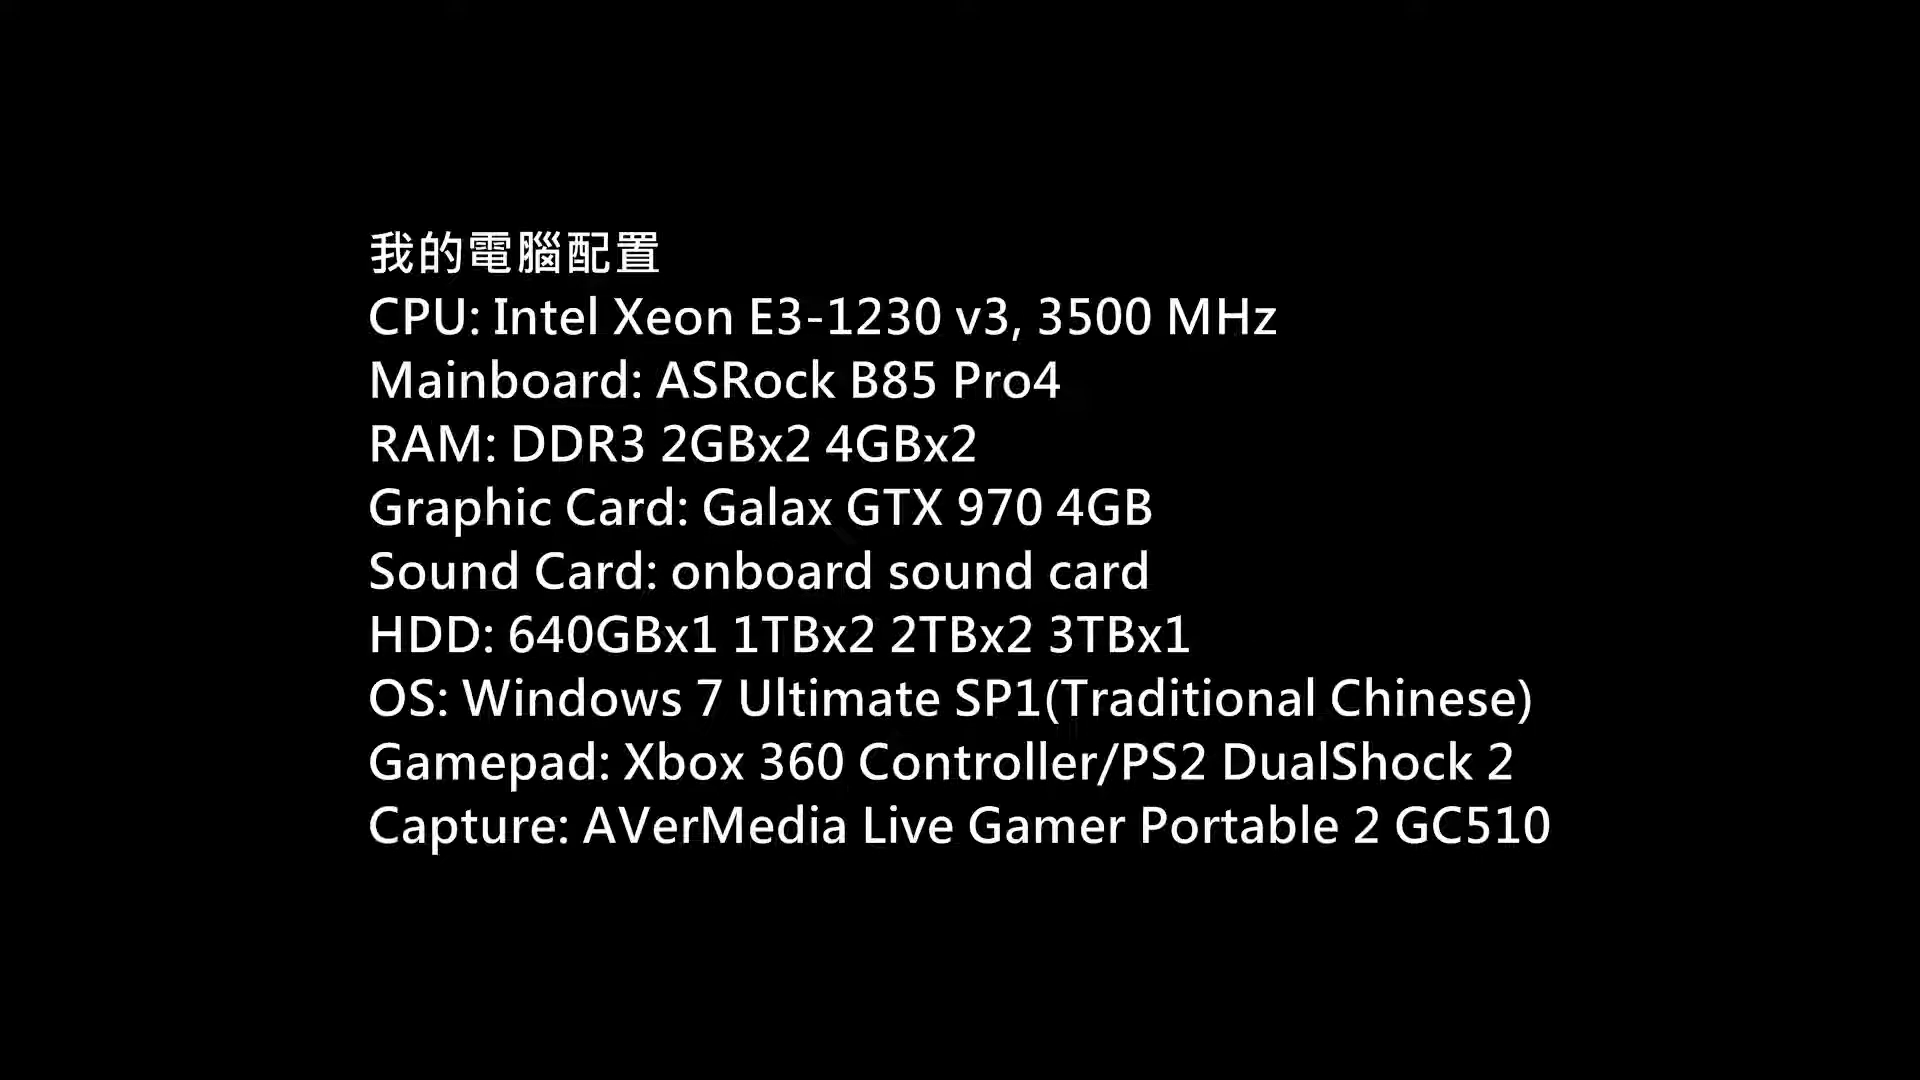 我的電腦配置
CPU: Intel Xeon E3-1230 v3, 3500 MHz
Mainboard: ASRock B85 Pro4
RAM: DDR3 2GBx2 4GBx2
Graphic Card: Galax GTX 970 4GB
Sound Card: onboard sound card
HDD: 640GBx1 1TBx2 2TBx2 3TBx1
OS: Windows 7 Ultimate SP1(Traditional Chinese)
Gamepad: Xbox 360 Controller/PS2 DualShock 2
Capture: AVerMedia Live Gamer Portable 2 GC510